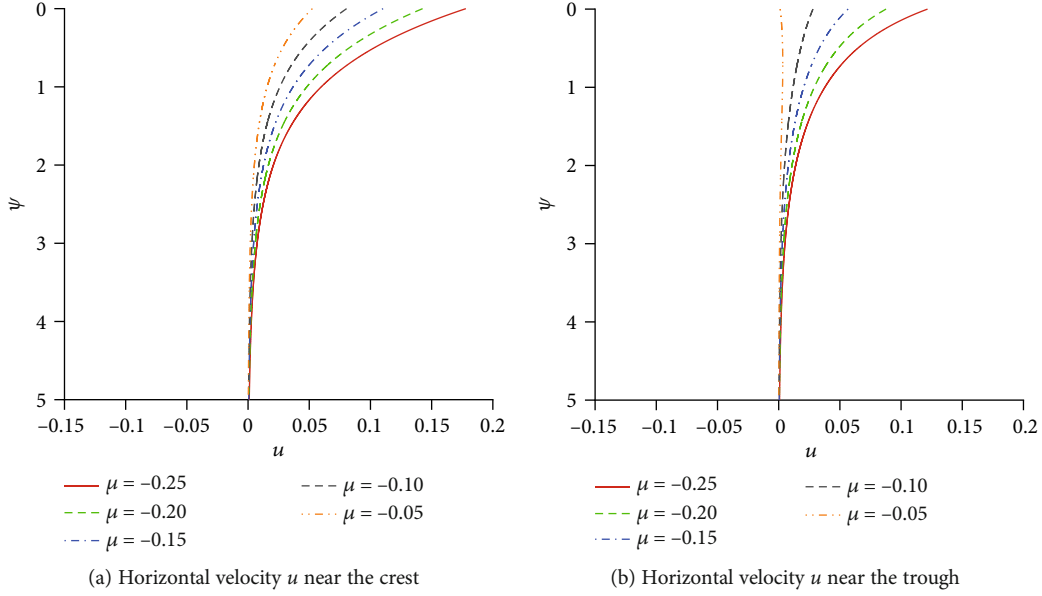 0
1
2
3
4
5
ψ
–0.15
–0.1
–0.05
0
0.05
0.1
0.15
0.2
u
μ = –0.25
μ = –0.20
μ = –0.15
μ = –0.10
μ = –0.05
(a) Horizontal velocity u near the crest
0
1
2
3
4
5
ψ
–0.15
–0.1
–0.05
0
0.05
0.1
0.15
0.2
u
μ = –0.25
μ = –0.20
μ = –0.15
μ = –0.10
μ = –0.05
(b) Horizontal velocity u near the trough